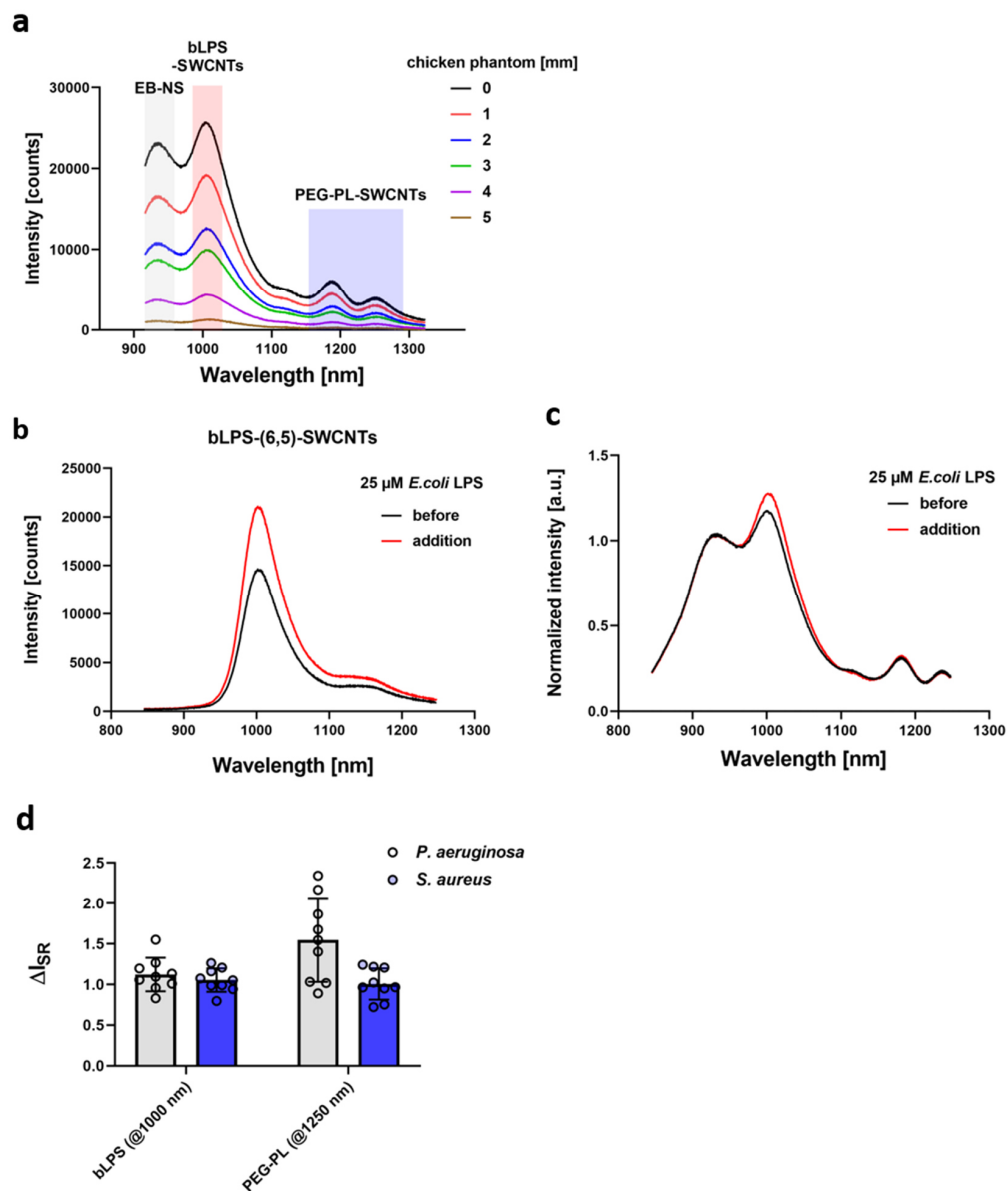 a
bLPS
-SWCNTs
EB-NS
PEG-PL-SWCNTs
chicken phantom [mm]
0
1
2
3
4
5
30000
20000
10000
0
Intensity [counts]
900 1000 1100 1200 1300
Wavelength [nm]
b
bLPS-(6,5)-SWCNTs
25 µM E.coli LPS
before
addition
25000
20000
15000
10000
5000
0
Intensity [counts]
800 900 1000 1100 1200 1300
Wavelength [nm]
c
25 µM E.coli LPS
before
addition
1.5
1.0
0.5
0.0
Normalized intensity [a.u.]
800 900 1000 1100 1200 1300
Wavelength [nm]
d
P. aeruginosa
S. aureus
2.5
2.0
1.5
1.0
0.5
0.0
ΔISR
bLPS (@1000 nm)
PEG-PL (@1250 nm)